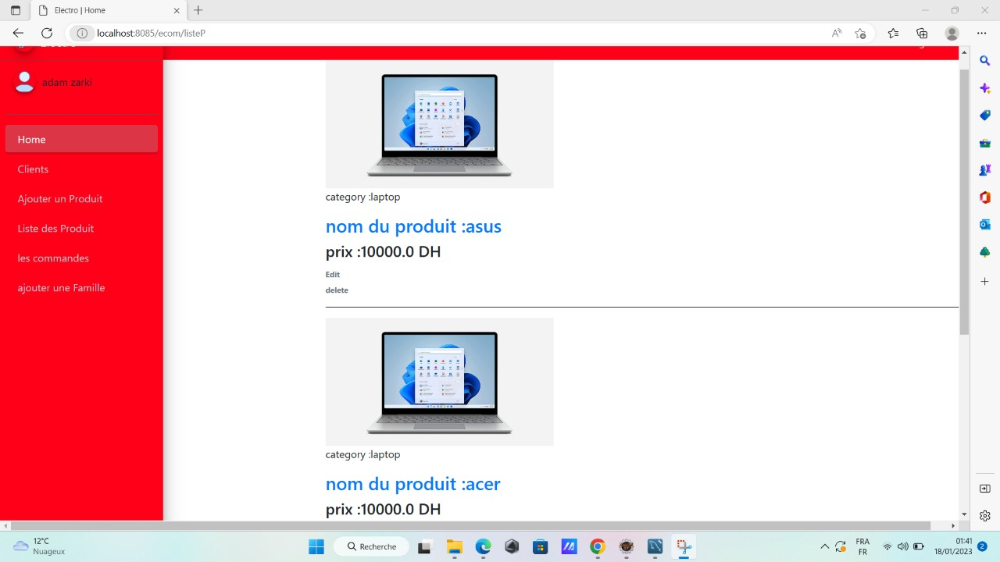 Electro | Home
localhost:8085/ecom/listeP
adam zarki
Home
Clients
Ajouter un Produit
Liste des Produit
les commandes
ajouter une Famille
category :laptop
nom du produit :asus
prix :10000.0 DH
Edit
delete
category :laptop
nom du produit :acer
prix :10000.0 DH
12°C
Nuageux
Recherche
FRA
FR
01:41
18/01/2023
2